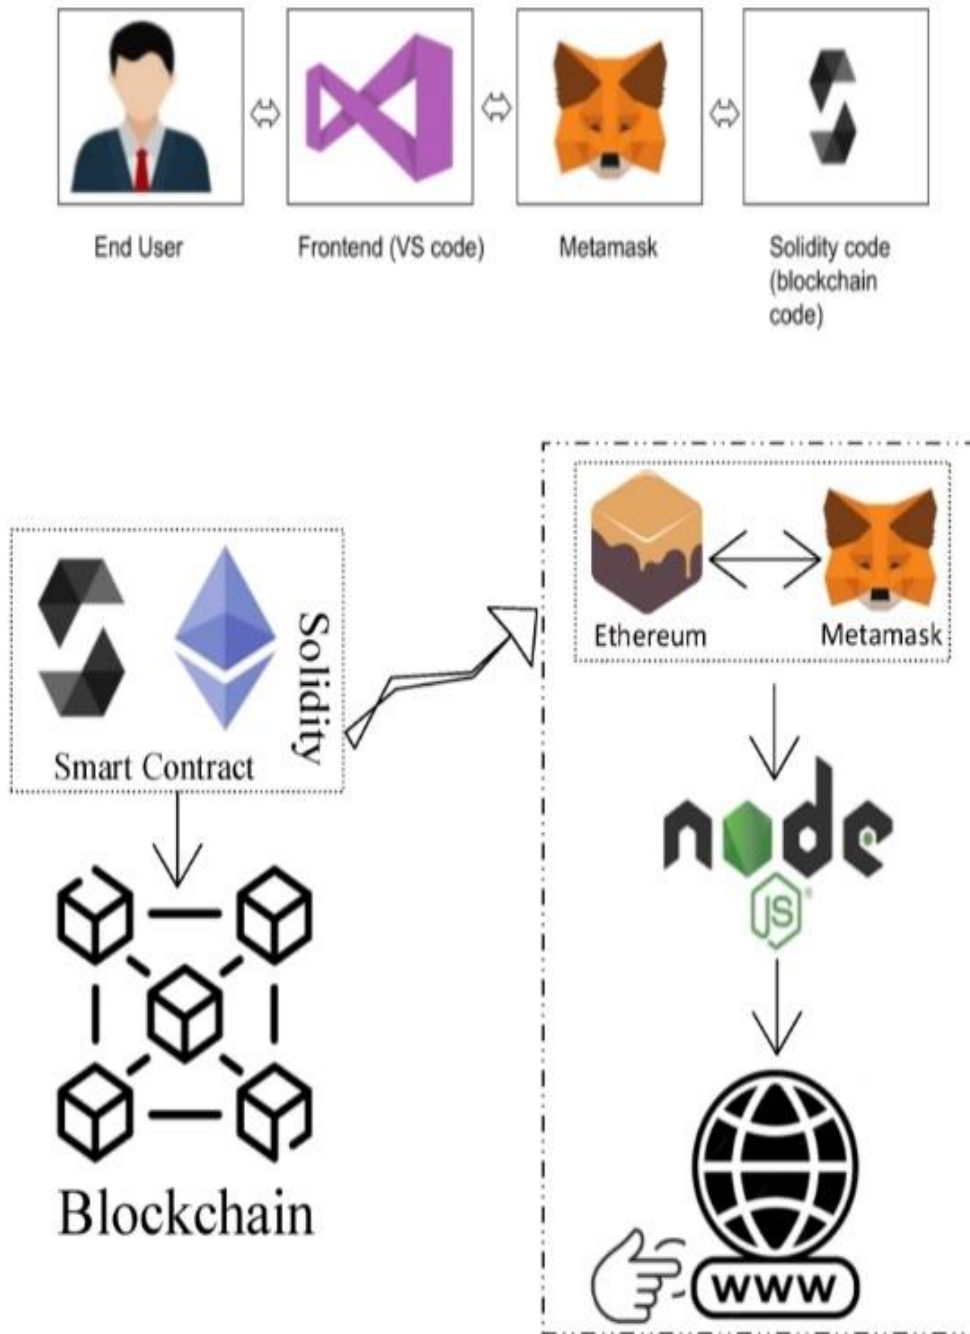 End User
Frontend (VS code)
Metamask
Solidity code
(blockchain
code)
Ethereum
Metamask
Solidity
Smart Contract
node
JS
®
Blockchain
www